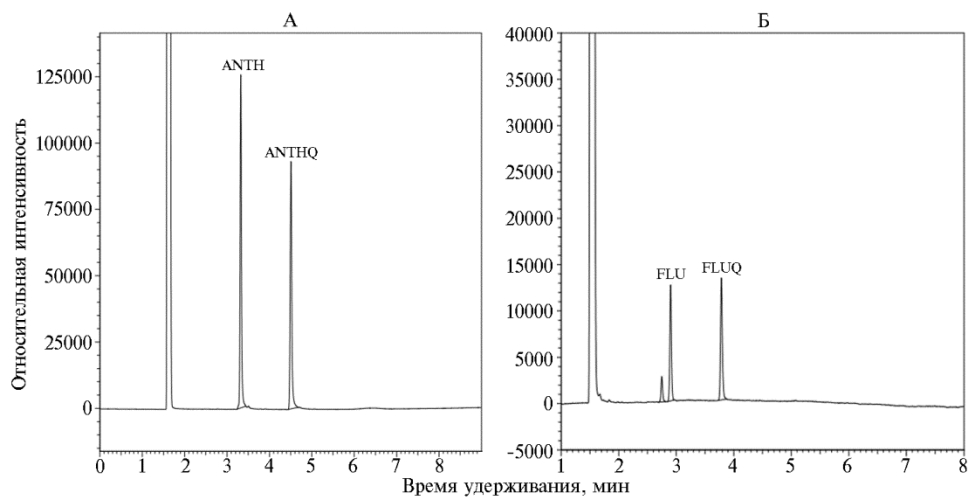 А
Б
Относительная интенсивность
125000
100000
75000
50000
25000
0
ANTH
ANTHQ
0 1 2 3 4 5 6 7 8
40000
35000
30000
25000
20000
15000
10000
5000
0
-5000
FLU
FLUQ
1 2 3 4 5 6 7 8
Время удерживания, мин